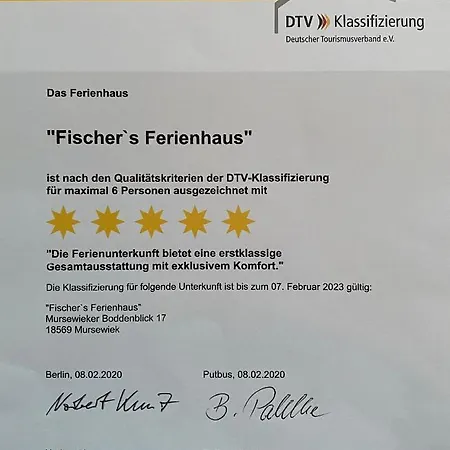 DTV Klassifizierung
Deutscher Tourismusverband e.V.
Das Ferienhaus
"Fischer`s Ferienhaus"
ist nach den Qualitätskriterien der DTV-Klassifizierung
für maximal 6 Personen ausgezeichnet mit
"Die Ferienunterkunft bietet eine erstklassige
Gesamtausstattung mit exklusivem Komfort."
Die Klassifizierung für folgende Unterkunft ist bis zum 07. Februar 2023 gültig:
"Fischer`s Ferienhaus"
Mursewieker Boddenblick 17
18569 Mursewiek
Berlin, 08.02.2020 Putbus, 08.02.2020
Norbert Kunz B.